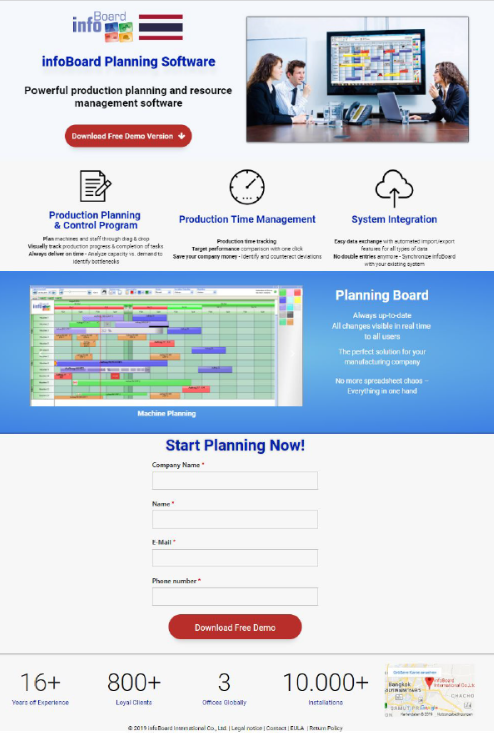 infoBoard
infoBoard Planning Software
Powerful production planning and resource
management software
Download Free Demo Version
Production Planning
& Control Program
Plan machines and staff through drag & drop
Visually track production progress & completion of tasks
Always deliver on time - Analyze capacity vs. demand to
identify bottlenecks
Production Time Management
Production time tracking
Target performance comparison with one click
Save your company money - Identify and counteract deviations
System Integration
Easy data exchange with automated import/export
features for all types of data
No double entries anymore - Synchronize infoBoard
with your existing system
Machine Planning
Planning Board
Always up-to-date
All changes visible in real time
to all users
The perfect solution for your
manufacturing company
No more spreadsheet chaos –
Everything in one hand
Start Planning Now!
Company Name *
Name *
E-Mail *
Phone number *
Download Free Demo
16+
Years of Experience
800+
Loyal Clients
3
Offices Globally
10.000+
Installations
infoBoard
International Co., Ltd
Bangkok
© 2019 infoBoard International Co., Ltd. | Legal notice | Contact | EULA | Return Policy